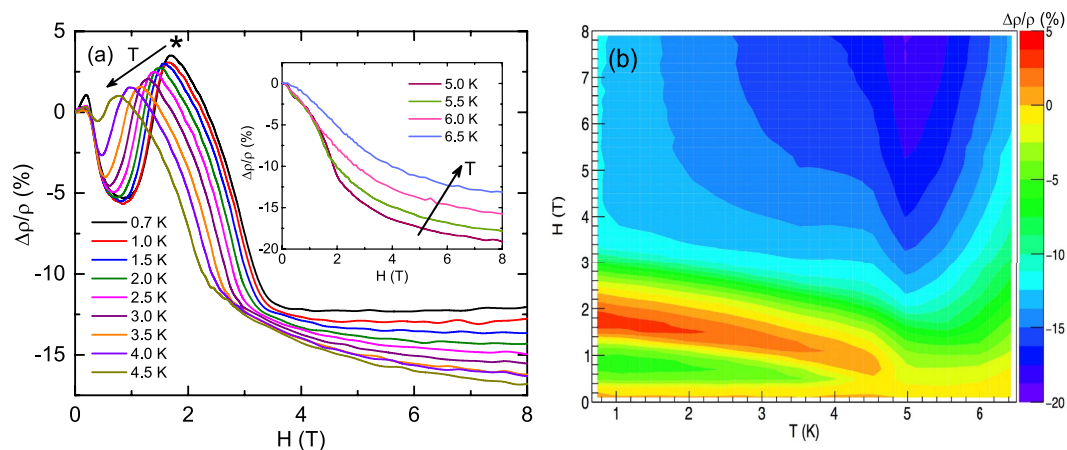 (a)
T
*
Δρ/ρ (%)
5
0
-5
-10
-15
0.7 K
1.0 K
1.5 K
2.0 K
2.5 K
3.0 K
3.5 K
4.0 K
4.5 K
0 2 4 6 8
H (T)
5.0 K
5.5 K
6.0 K
6.5 K
T
Δρ/ρ (%)
0
-5
-10
-15
-20
0 2 4 6 8
H (T)
(b)
H (T)
8
7
6
5
4
3
2
1
0
1 2 3 4 5 6
T (K)
Δρ/ρ (%)
5
0
−5
−10
−15
−20